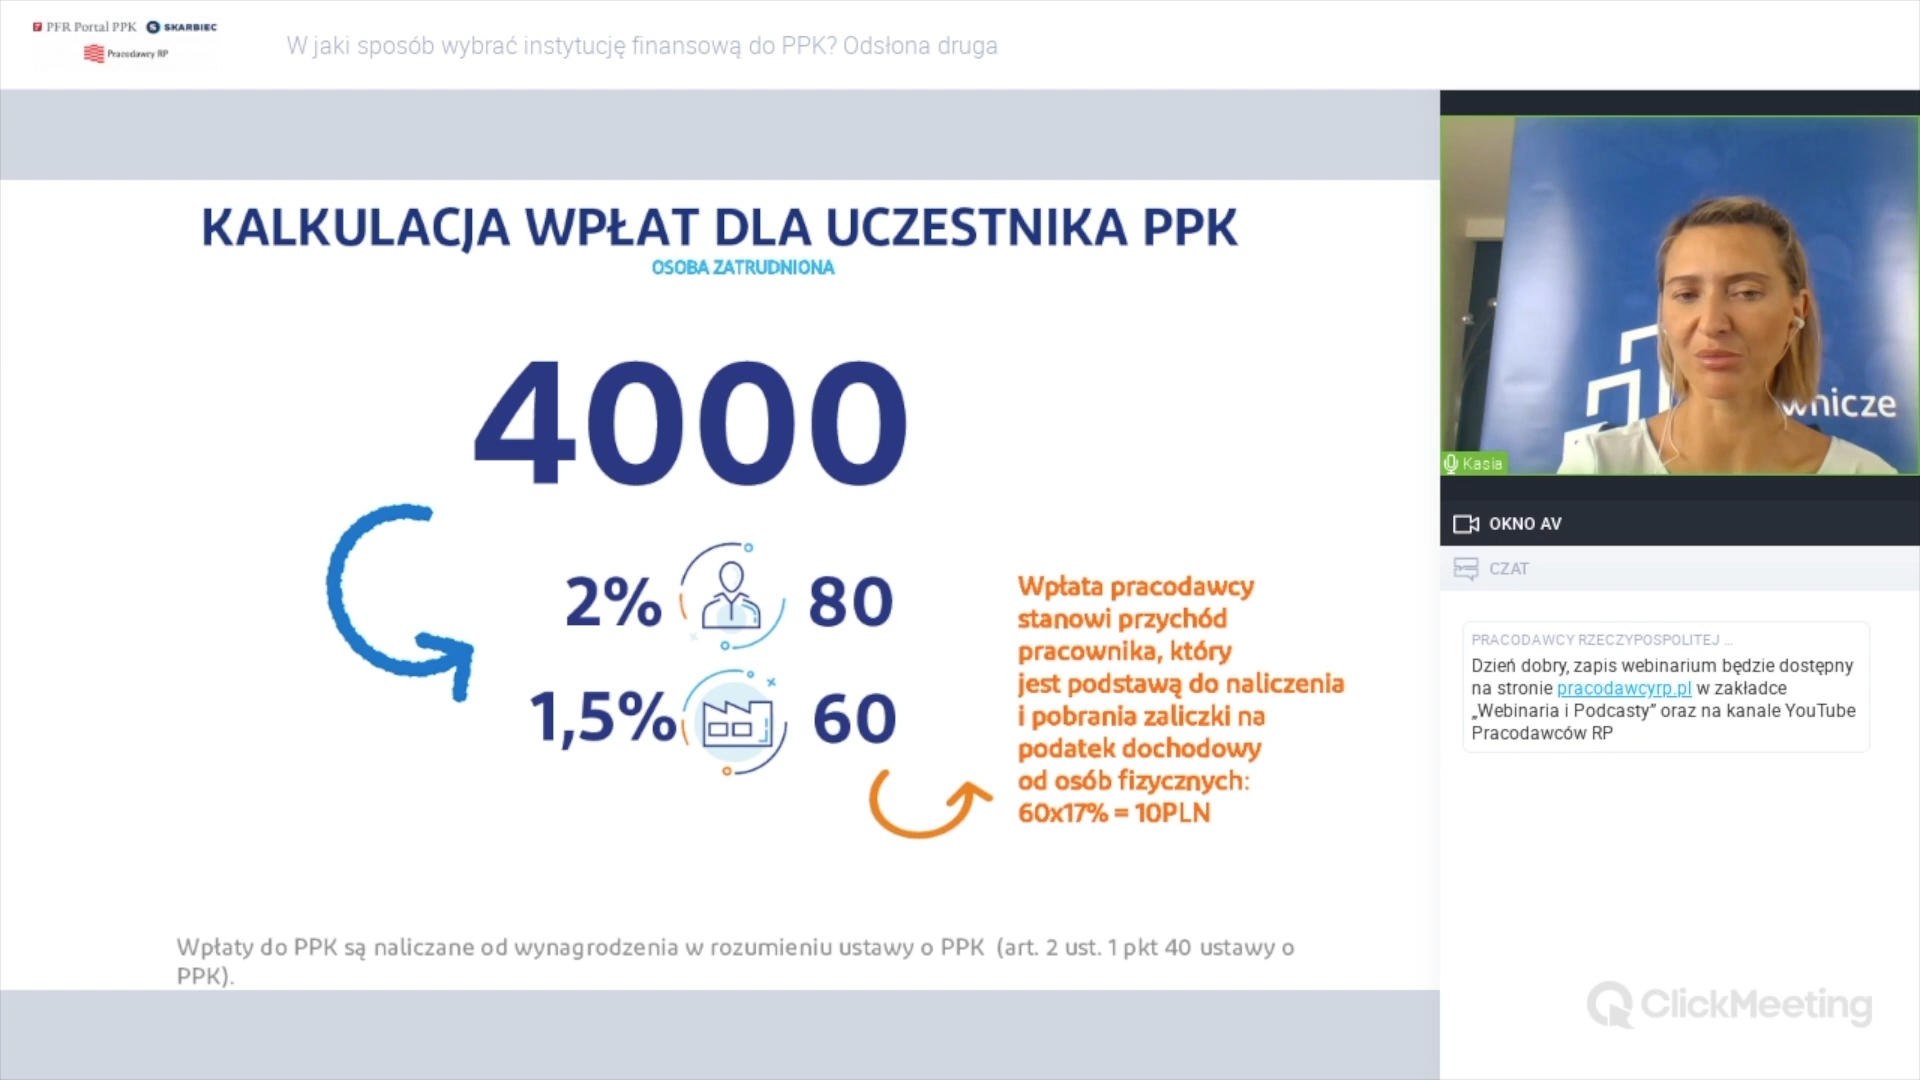 PFR Portal PPK SKARBIEC
Pracodawcy RP
W jaki sposób wybrać instytucję finansową do PPK? Odsłona druga
KALKULACJA WPŁAT DLA UCZESTNIKA PPK
OSOBA ZATRUDNIONA
4000
2% 80
1,5% 60
Wpłata pracodawcy
stanowi przychód
pracownika, który
jest podstawą do naliczenia
i pobrania zaliczki na
podatek dochodowy
od osób fizycznych:
60x17% = 10PLN
Wpłaty do PPK są naliczane od wynagrodzenia w rozumieniu ustawy o PPK (art. 2 ust. 1 pkt 40 ustawy o
PPK).
wnicze
Kasia
OKNO AV
CZAT
PRACODAWCY RZECZYPOSPOLITEJ ...
Dzień dobry, zapis webinarium będzie dostępny
na stronie pracodawcyrp.pl w zakładce
„Webinaria i Podcasty” oraz na kanale YouTube
Pracodawców RP
ClickMeeting